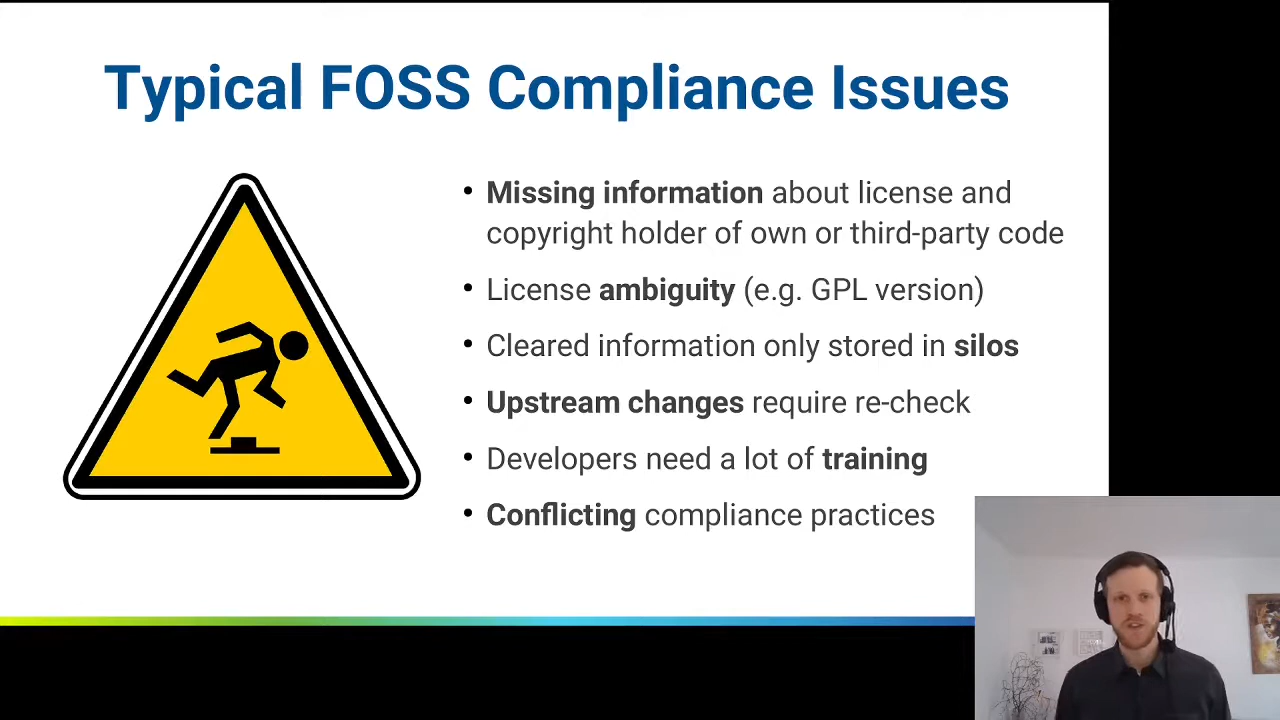 Typical FOSS Compliance Issues
• Missing information about license and
copyright holder of own or third-party code
• License ambiguity (e.g. GPL version)
• Cleared information only stored in silos
• Upstream changes require re-check
• Developers need a lot of training
• Conflicting compliance practices